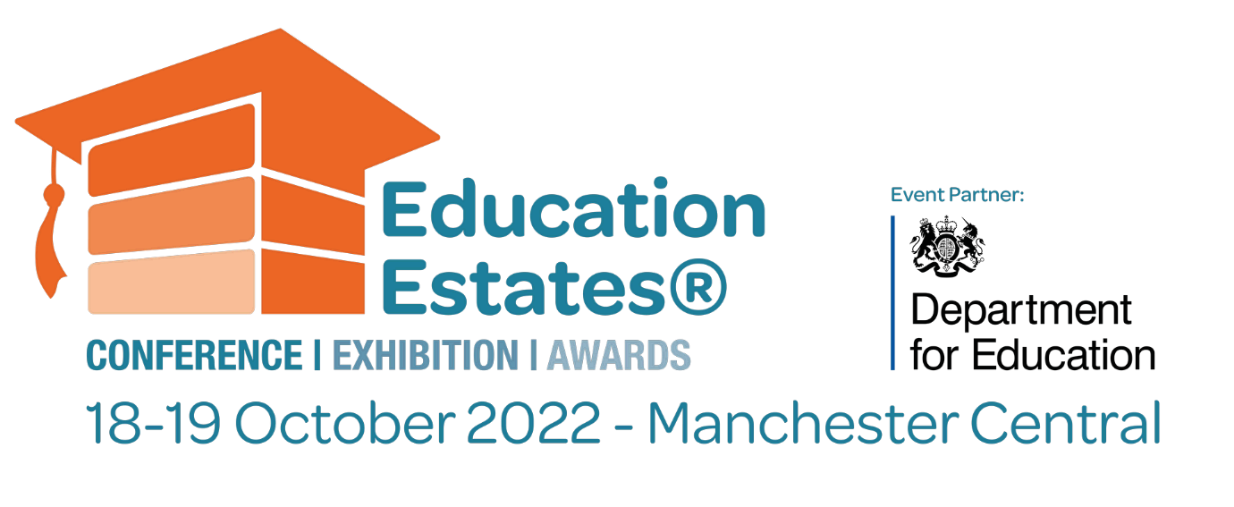 Education
Estates®
CONFERENCE | EXHIBITION | AWARDS
18-19 October 2022 - Manchester Central
Event Partner:
Department
for Education